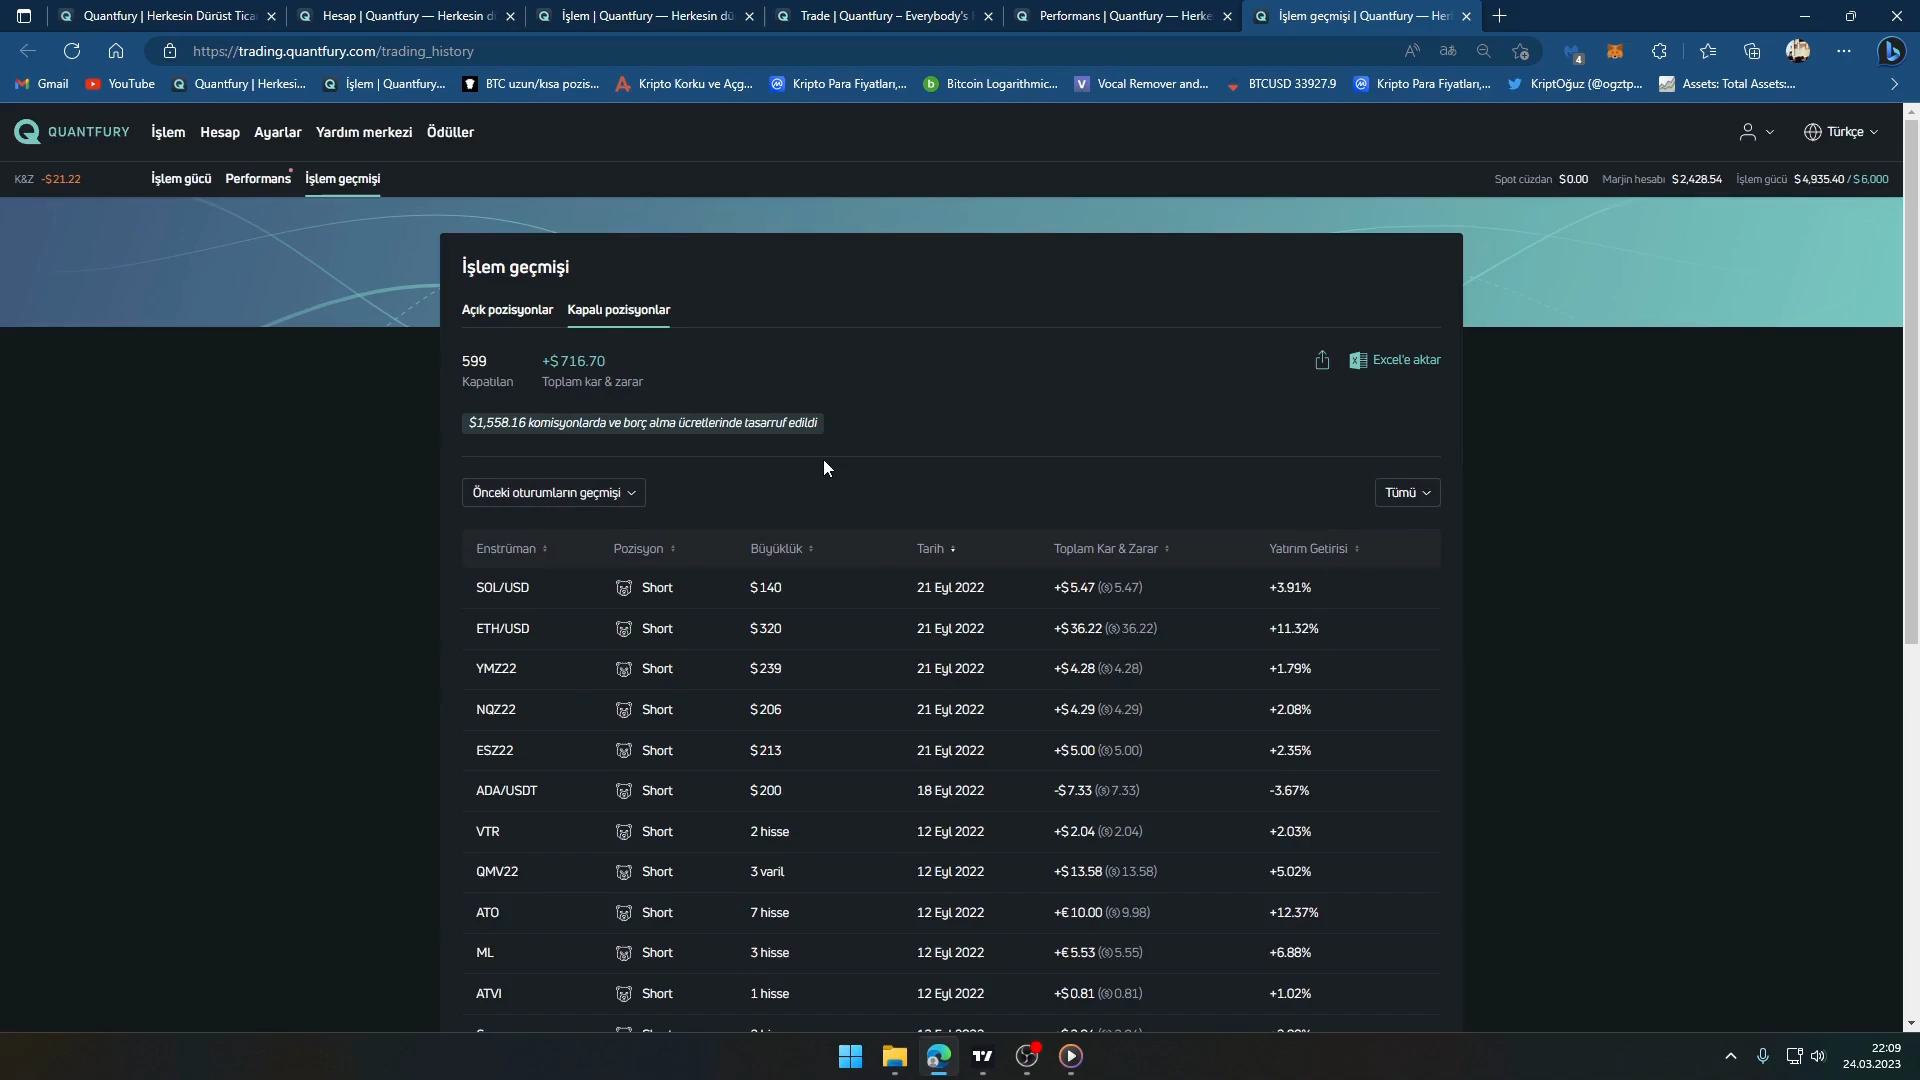 Quantfury | Herkesin Dürüst Tica
Hesap | Quantfury — Herkesin d
İşlem | Quantfury — Herkesin dü
Trade | Quantfury – Everybody's
Performans | Quantfury — Herke
İşlem geçmişi | Quantfury — Her
https://trading.quantfury.com/trading_history
4
Gmail
YouTube
Quantfury | Herkesi...
İşlem | Quantfury...
BTC uzun/kısa pozis...
Kripto Korku ve Açg...
Kripto Para Fiyatları,...
Bitcoin Logarithmic...
Vocal Remover and...
BTCUSD 33927.9
Kripto Para Fiyatları,...
KriptOğuz (@ogztp...
Assets: Total Assets:...
QUANTFURY İşlem Hesap Ayarlar Yardım merkezi Ödüller Türkçe
K&Z -$21.22 İşlem gücü Performans İşlem geçmişi Spot cüzdan $0.00 Marjin hesabı $2,428.54 İşlem gücü $4,935.40 / $6,000
İşlem geçmişi
Açık pozisyonlar Kapalı pozisyonlar
599 +$716.70 Excel'e aktar
Kapatılan Toplam kar & zarar
$1,558.16 komisyonlarda ve borç alma ücretlerinde tasarruf edildi
Önceki oturumların geçmişi Tümü
Enstrüman Pozisyon Büyüklük Tarih Toplam Kar & Zarar Yatırım Getirisi
SOL/USD Short $140 21 Eyl 2022 +$5.47 (5.47) +3.91%
ETH/USD Short $320 21 Eyl 2022 +$36.22 (36.22) +11.32%
YMZ22 Short $239 21 Eyl 2022 +$4.28 (4.28) +1.79%
NQZ22 Short $206 21 Eyl 2022 +$4.29 (4.29) +2.08%
ESZ22 Short $213 21 Eyl 2022 +$5.00 (5.00) +2.35%
ADA/USDT Short $200 18 Eyl 2022 -$7.33 (7.33) -3.67%
VTR Short 2 hisse 12 Eyl 2022 +$2.04 (2.04) +2.03%
QMV22 Short 3 varil 12 Eyl 2022 +$13.58 (13.58) +5.02%
ATO Short 7 hisse 12 Eyl 2022 +€10.00 (9.98) +12.37%
ML Short 3 hisse 12 Eyl 2022 +€5.53 (5.55) +6.88%
ATVI Short 1 hisse 12 Eyl 2022 +$0.81 (0.81) +1.02%
22:09
24.03.2023